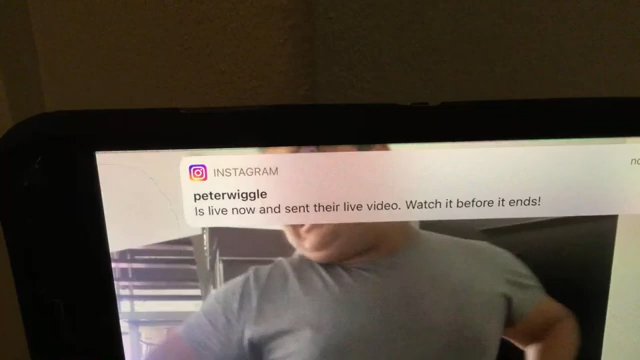 INSTAGRAM
peterwiggle
Is live now and sent their live video. Watch it before it ends!